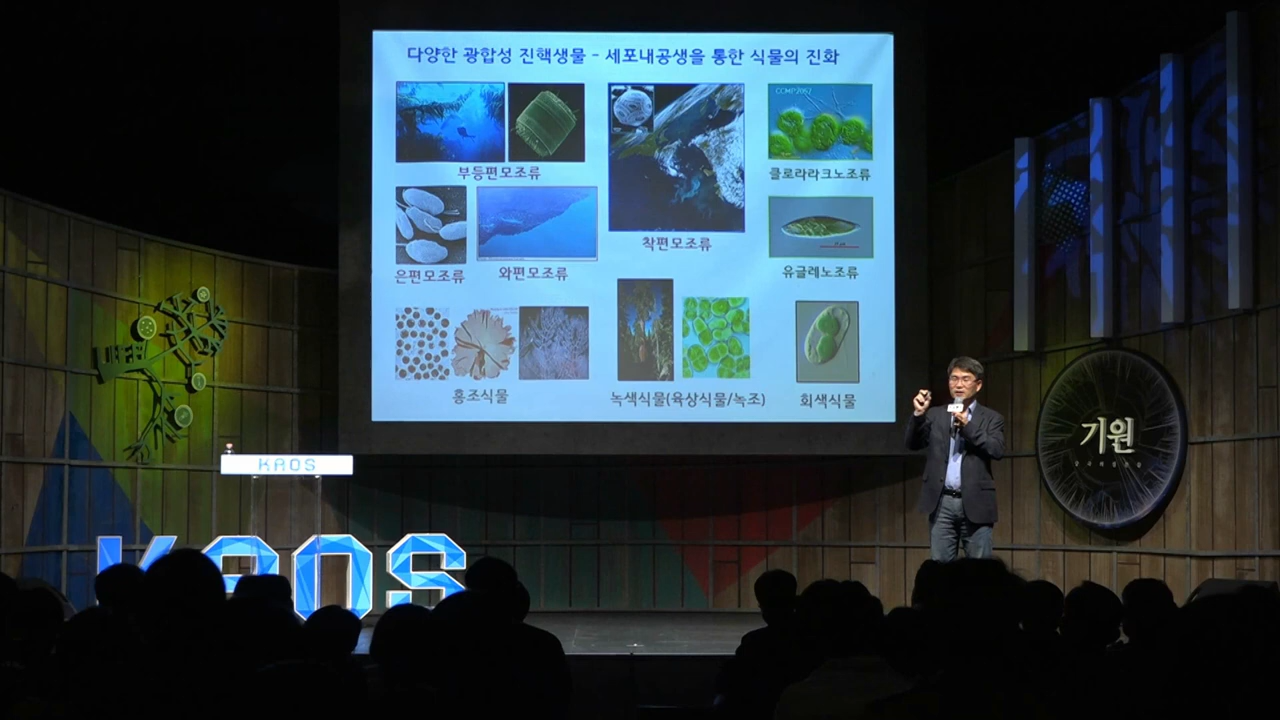 다양한 광합성 진핵생물 - 세포내공생을 통한 식물의 진화
CCMP2057
부등편모조류
클로라라크노조류
착편모조류
은편모조류
와편모조류
유글레노조류
홍조식물
녹색식물(육상식물/녹조)
회색식물
기원
KAOS
KAOS